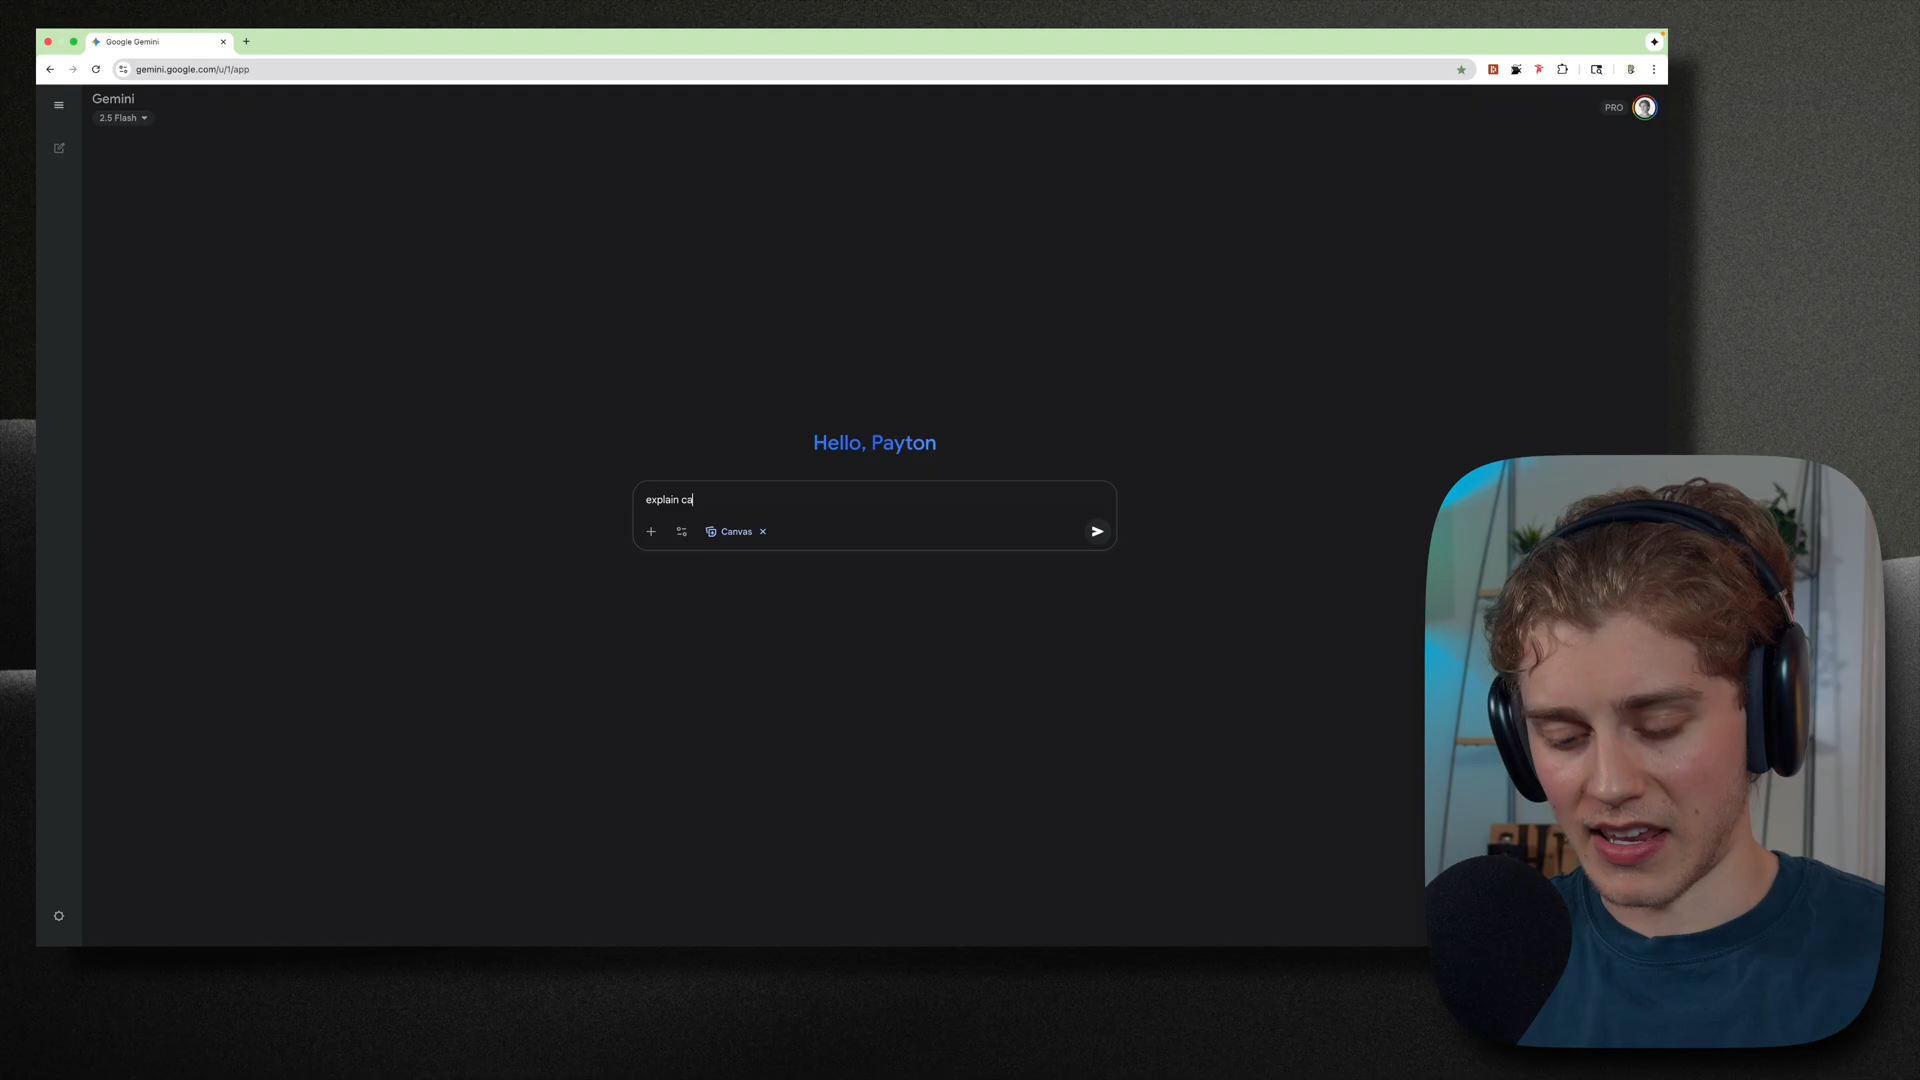 Google Gemini
gemini.google.com/u/1/app
Gemini
2.5 Flash
PRO
Hello, Payton
explain ca
Canvas